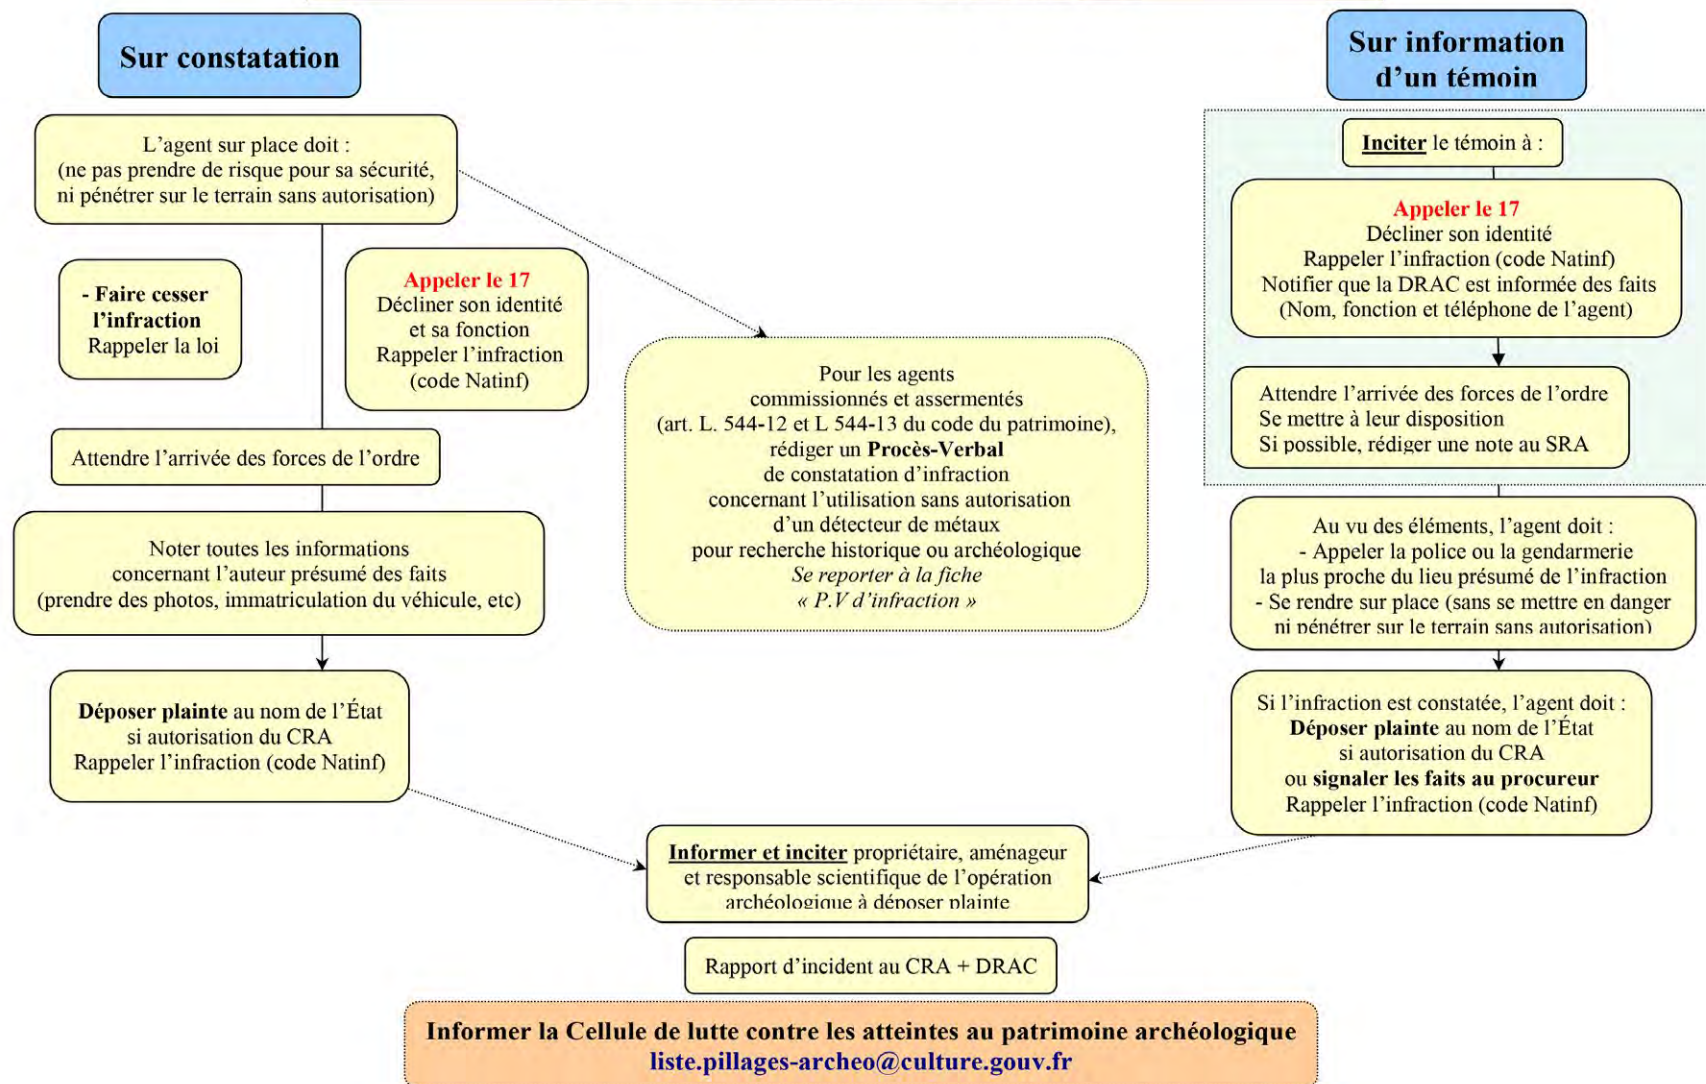 Sur constatation
L'agent sur place doit :
(ne pas prendre de risque pour sa sécurité,
ni pénétrer sur le terrain sans autorisation)
- Faire cesser
l'infraction
Rappeler la loi
Appeler le 17
Décliner son identité
et sa fonction
Rappeler l'infraction
(code Natinf)
Attendre l'arrivée des forces de l'ordre
Noter toutes les informations
concernant l'auteur présumé des faits
(prendre des photos, immatriculation du véhicule, etc)
Déposer plainte au nom de l'État
si autorisation du CRA
Rappeler l'infraction (code Natinf)
Pour les agents
commissionnés et assermentés
(art. L. 544-12 et L 544-13 du code du patrimoine),
rédiger un Procès-Verbal
de constatation d'infraction
concernant l'utilisation sans autorisation
d'un détecteur de métaux
pour recherche historique ou archéologique
Se reporter à la fiche
« P.V d'infraction »
Sur information
d'un témoin
Inciter le témoin à :
Appeler le 17
Décliner son identité
Rappeler l'infraction (code Natinf)
Notifier que la DRAC est informée des faits
(Nom, fonction et téléphone de l'agent)
Attendre l'arrivée des forces de l'ordre
Se mettre à leur disposition
Si possible, rédiger une note au SRA
Au vu des éléments, l'agent doit :
- Appeler la police ou la gendarmerie
la plus proche du lieu présumé de l'infraction
- Se rendre sur place (sans se mettre en danger
ni pénétrer sur le terrain sans autorisation)
Si l'infraction est constatée, l'agent doit :
Déposer plainte au nom de l'État
si autorisation du CRA
ou signaler les faits au procureur
Rappeler l'infraction (code Natinf)
Informer et inciter propriétaire, aménageur
et responsable scientifique de l'opération
archéologique à déposer plainte
Rapport d'incident au CRA + DRAC
Informer la Cellule de lutte contre les atteintes au patrimoine archéologique
liste.pillages-archeo@culture.gouv.fr